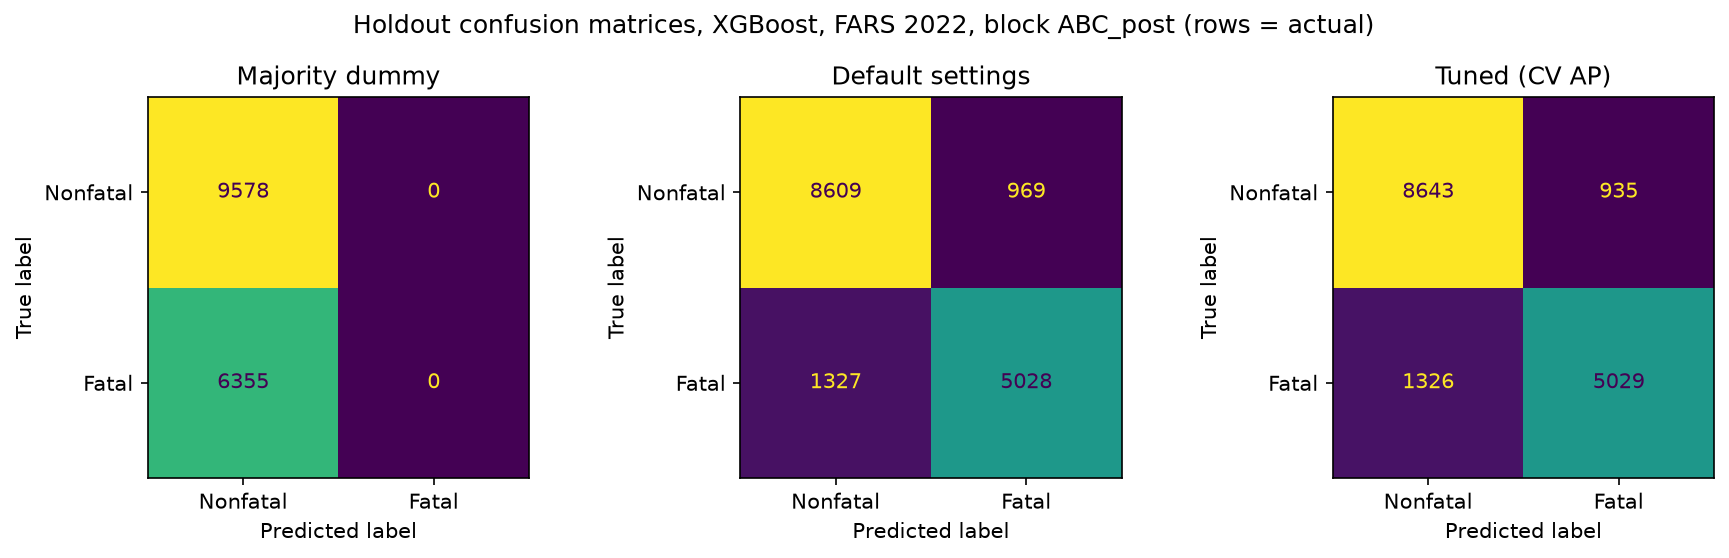 Holdout confusion matrices, XGBoost, FARS 2022, block ABC_post (rows = actual)
Majority dummy
True label
Nonfatal
9578
0
Fatal
6355
0
Nonfatal
Fatal
Predicted label
Default settings
True label
Nonfatal
8609
969
Fatal
1327
5028
Nonfatal
Fatal
Predicted label
Tuned (CV AP)
True label
Nonfatal
8643
935
Fatal
1326
5029
Nonfatal
Fatal
Predicted label